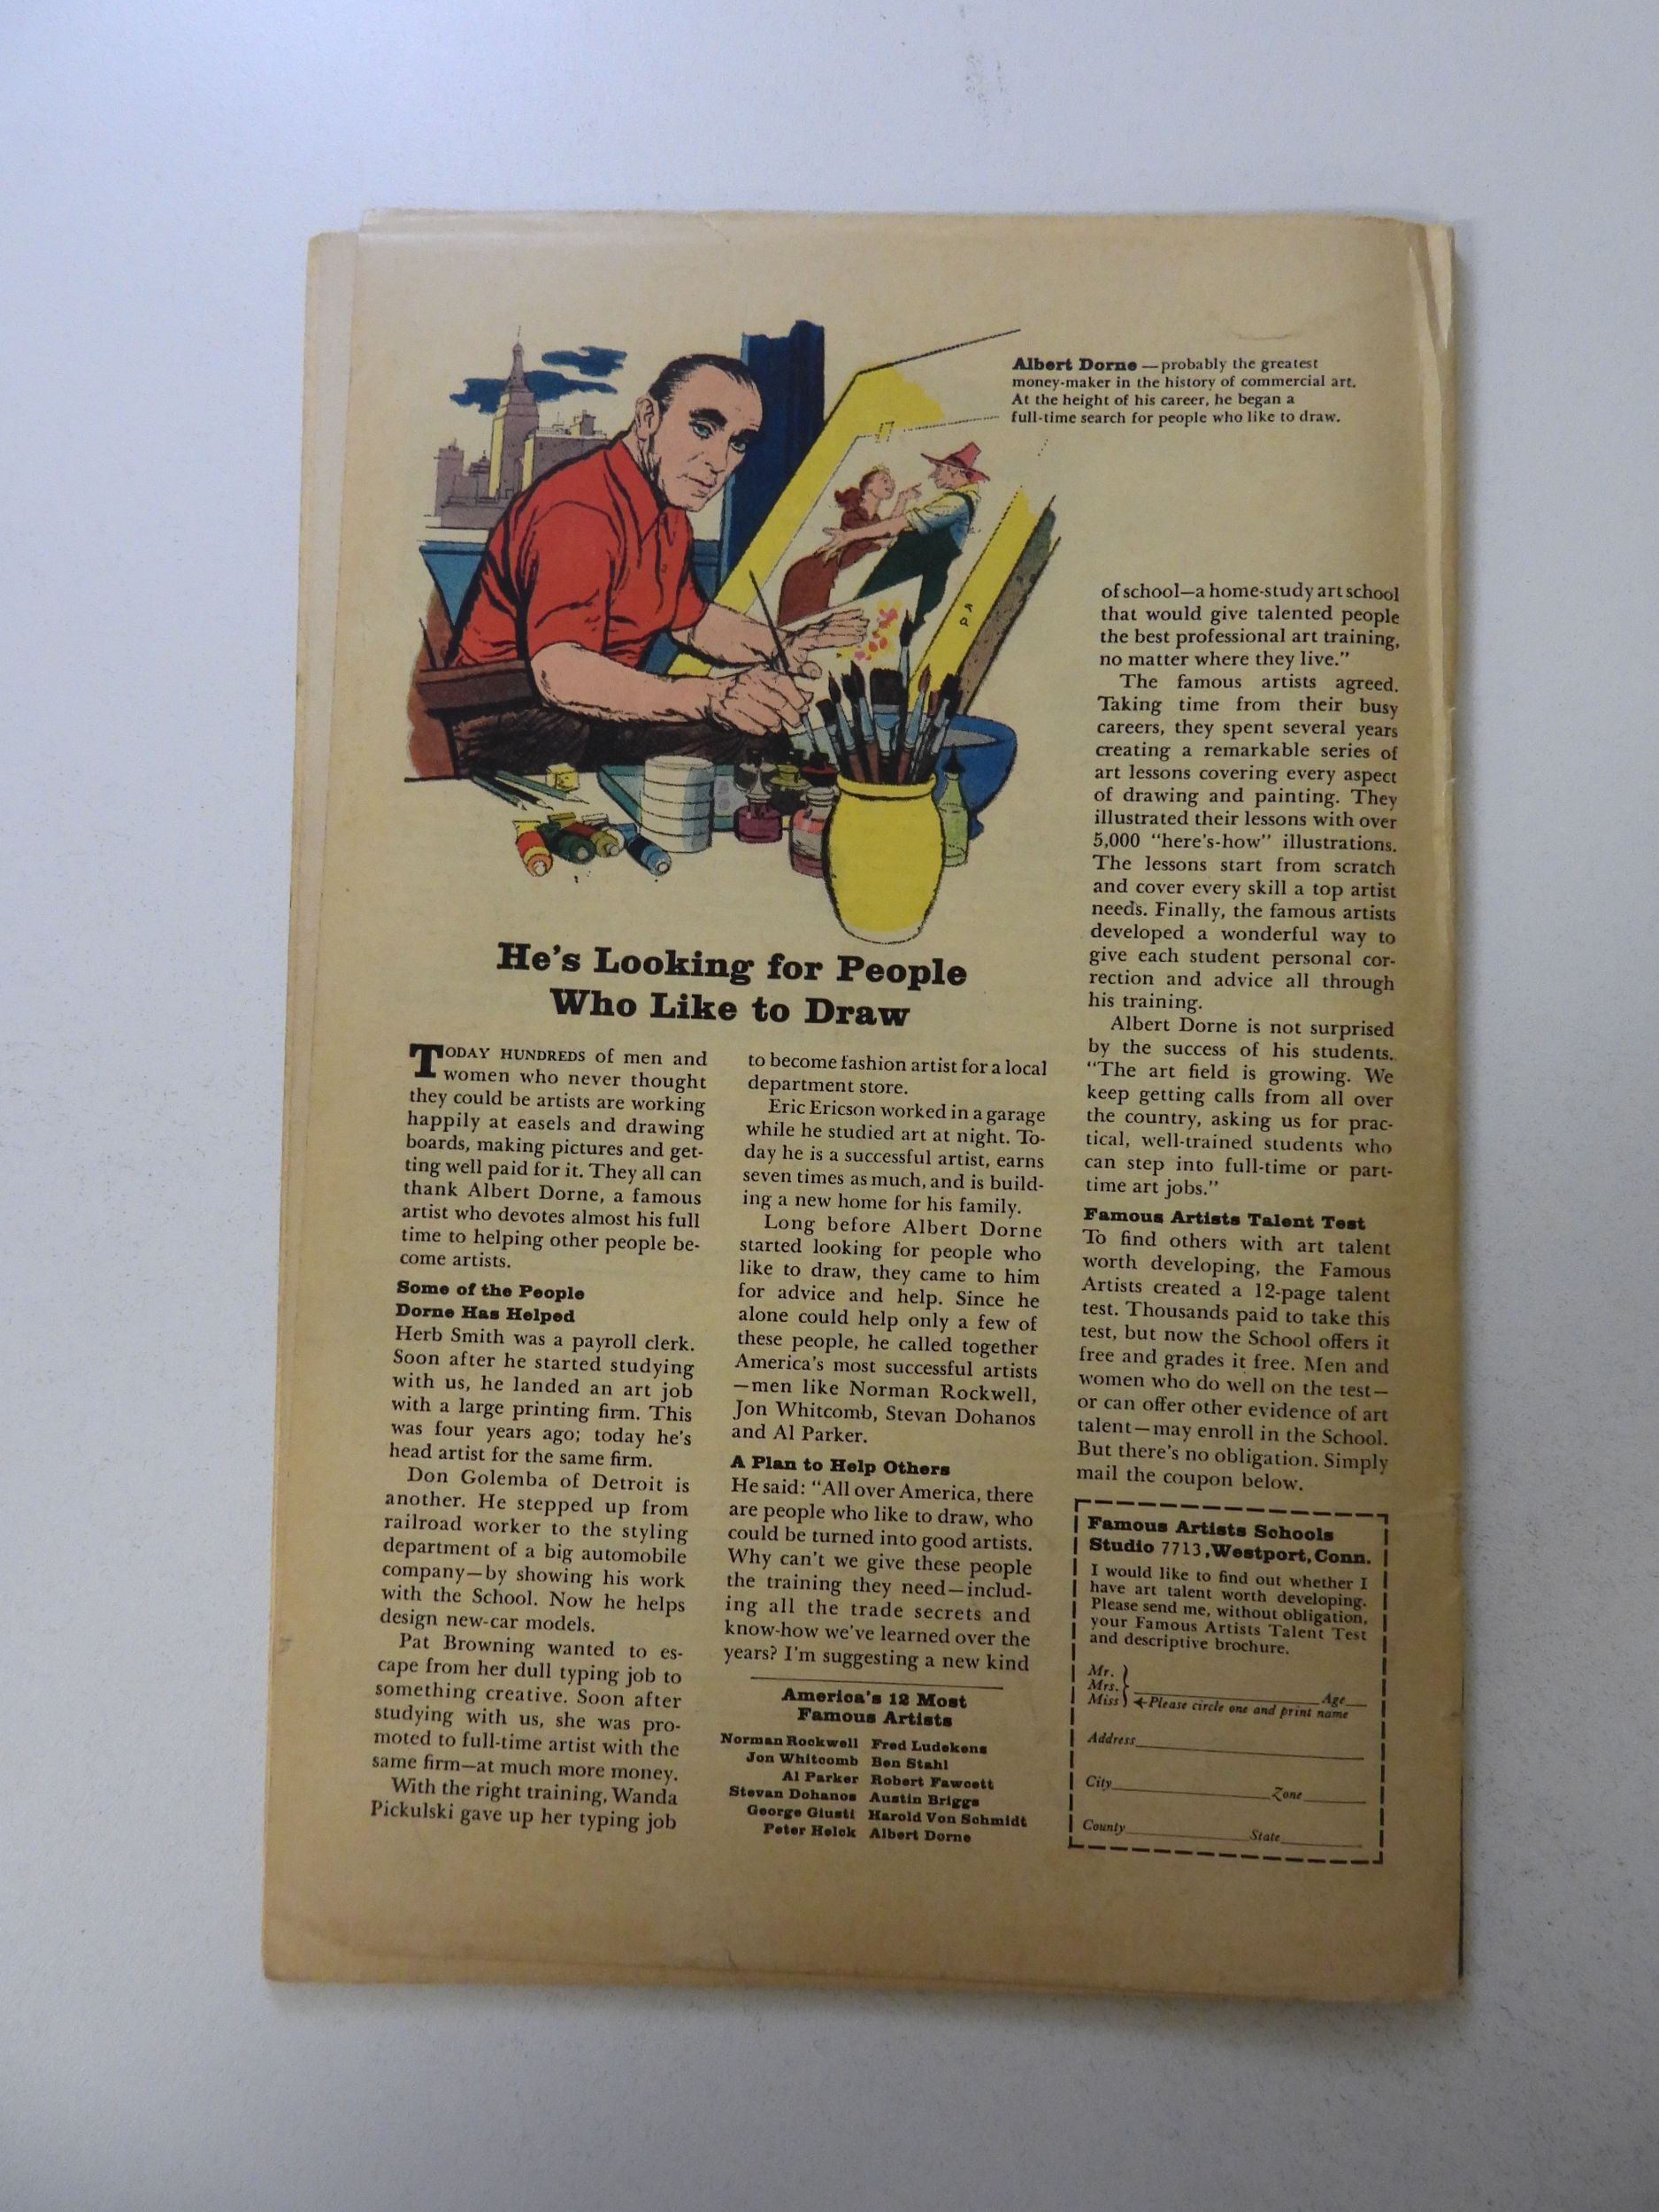 Albert Dorne — probably the greatest
money-maker in the history of commercial art.
At the height of his career, he began a
full-time search for people who like to draw.
He's Looking for People
Who Like to Draw
TODAY HUNDREDS of men and
women who never thought
they could be artists are working
happily at easels and drawing
boards, making pictures and get-
ting well paid for it. They all can
thank Albert Dorne, a famous
artist who devotes almost his full
time to helping other people be-
come artists.
Some of the People
Dorne Has Helped
Herb Smith was a payroll clerk.
Soon after he started studying
with us, he landed an art job
with a large printing firm. This
was four years ago; today he's
head artist for the same firm.
Don Golemba of Detroit is
another. He stepped up from
railroad worker to the styling
department of a big automobile
company—by showing his work
with the School. Now he helps
design new-car models.
Pat Browning wanted to es-
cape from her dull typing job to
something creative. Soon after
studying with us, she was pro-
moted to full-time artist with the
same firm—at much more money.
With the right training, Wanda
Pickulski gave up her typing job
to become fashion artist for a local
department store.
Eric Ericson worked in a garage
while he studied art at night. To-
day he is a successful artist, earns
seven times as much, and is build-
ing a new home for his family.
Long before Albert Dorne
started looking for people who
like to draw, they came to him
for advice and help. Since he
alone could help only a few of
these people, he called together
America's most successful artists
—men like Norman Rockwell,
Jon Whitcomb, Stevan Dohanos
and Al Parker.
A Plan to Help Others
He said: "All over America, there
are people who like to draw, who
could be turned into good artists.
Why can't we give these people
the training they need—includ-
ing all the trade secrets and
know-how we've learned over the
years? I'm suggesting a new kind
America's 12 Most
Famous Artists
Norman Rockwell Fred Ludekens
Jon Whitcomb Ben Stahl
Al Parker Robert Fawcett
Stevan Dohanos Austin Briggs
George Giusti Harold Von Schmidt
Peter Helck Albert Dorne
of school—a home-study art school
that would give talented people
the best professional art training,
no matter where they live."
The famous artists agreed.
Taking time from their busy
careers, they spent several years
creating a remarkable series of
art lessons covering every aspect
of drawing and painting. They
illustrated their lessons with over
5,000 "here's-how" illustrations.
The lessons start from scratch
and cover every skill a top artist
needs. Finally, the famous artists
developed a wonderful way to
give each student personal cor-
rection and advice all through
his training.
Albert Dorne is not surprised
by the success of his students.
"The art field is growing. We
keep getting calls from all over
the country, asking us for prac-
tical, well-trained students who
can step into full-time or part-
time art jobs."
Famous Artists Talent Test
To find others with art talent
worth developing, the Famous
Artists created a 12-page talent
test. Thousands paid to take this
test, but now the School offers it
free and grades it free. Men and
women who do well on the test—
or can offer other evidence of art
talent—may enroll in the School.
But there's no obligation. Simply
mail the coupon below.
Famous Artists Schools
Studio 7713, Westport, Conn.
I would like to find out whether I
have art talent worth developing.
Please send me, without obligation,
your Famous Artists Talent Test
and descriptive brochure.
Mr.
Mrs. Age
Miss Please circle one and print name
Address
City Zone
County State